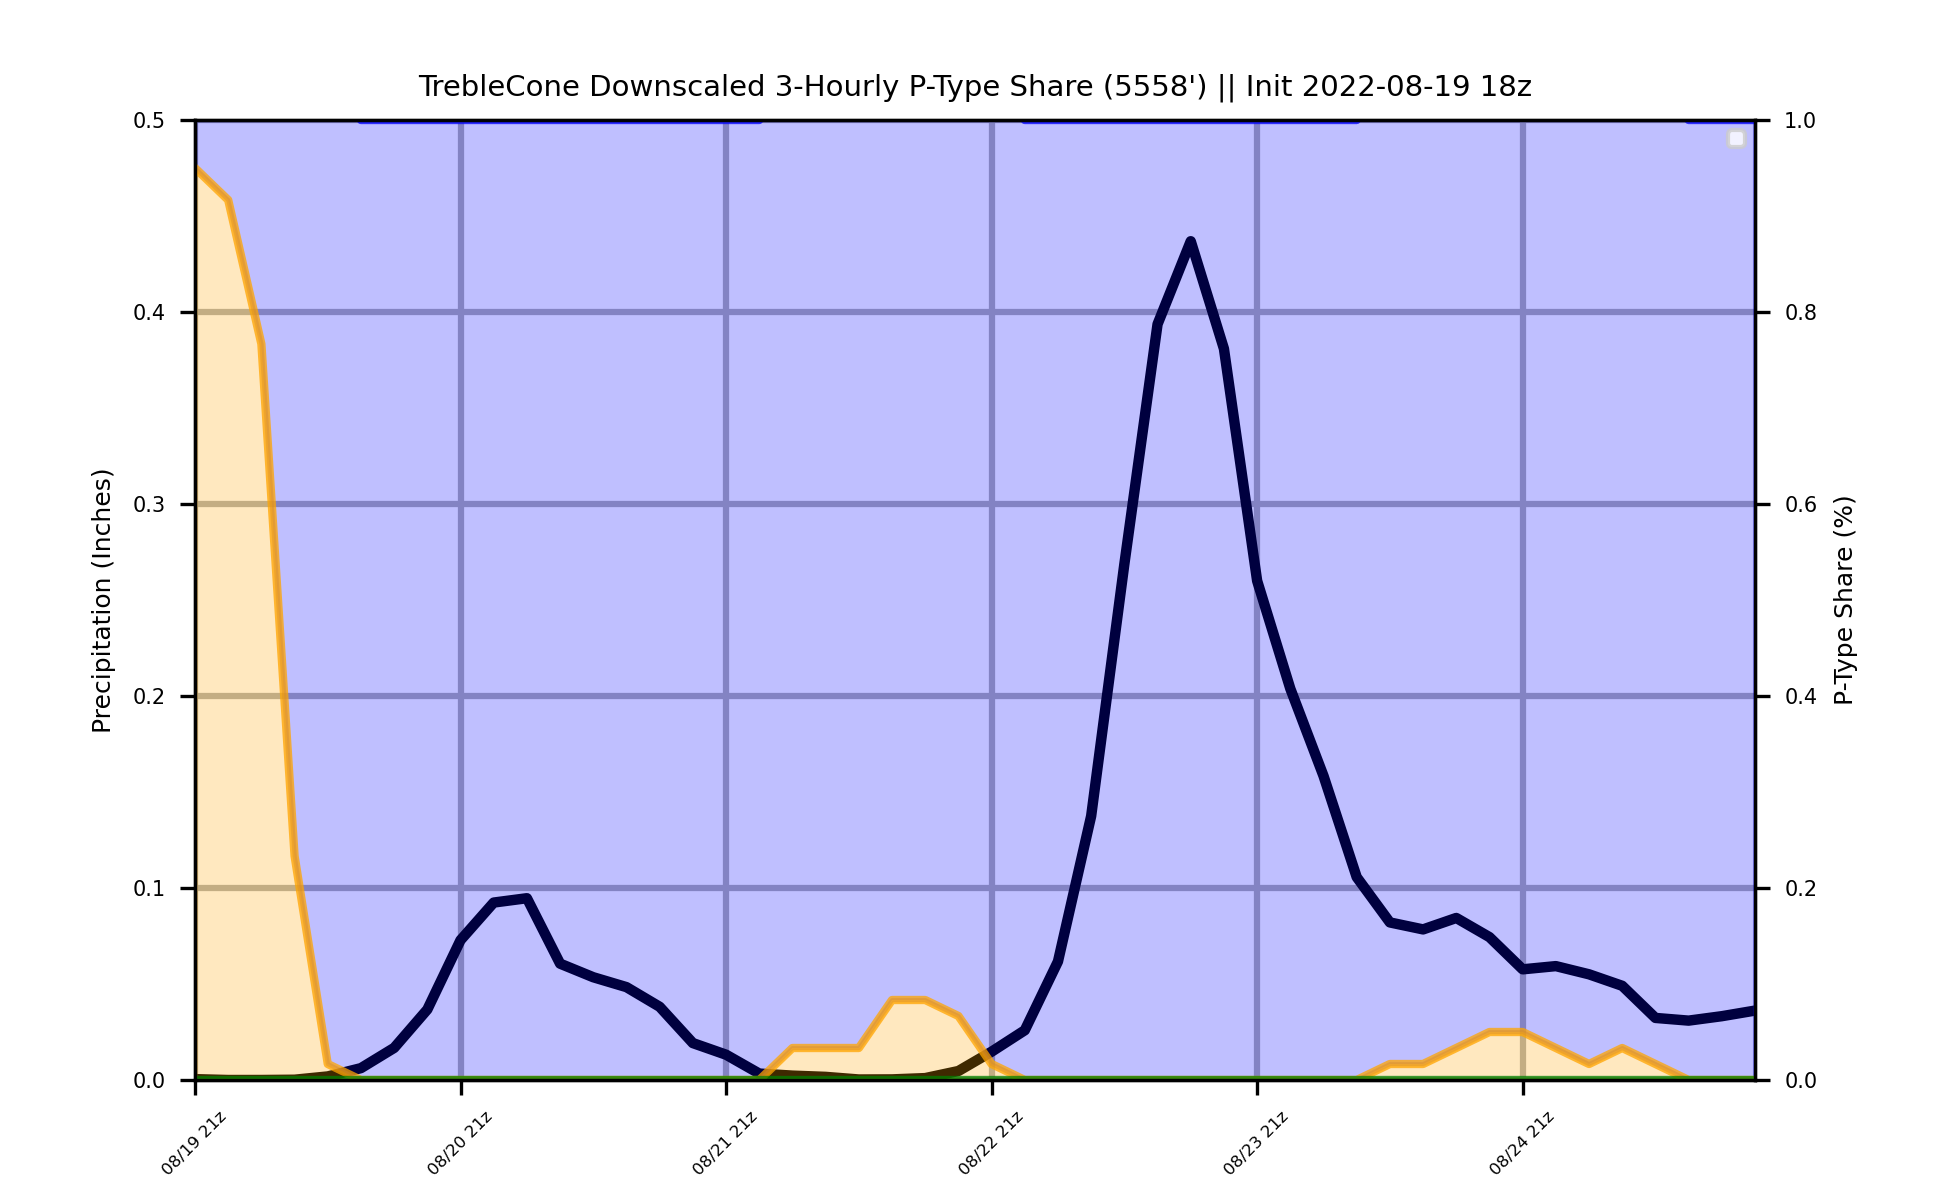 TrebleCone Downscaled 3-Hourly P-Type Share (5558') || Init 2022-08-19 18z
0.5
0.4
0.3
0.2
0.1
0.0
Precipitation (Inches)
1.0
0.8
0.6
0.4
0.2
0.0
P-Type Share (%)
08/19 21z
08/20 21z
08/21 21z
08/22 21z
08/23 21z
08/24 21z